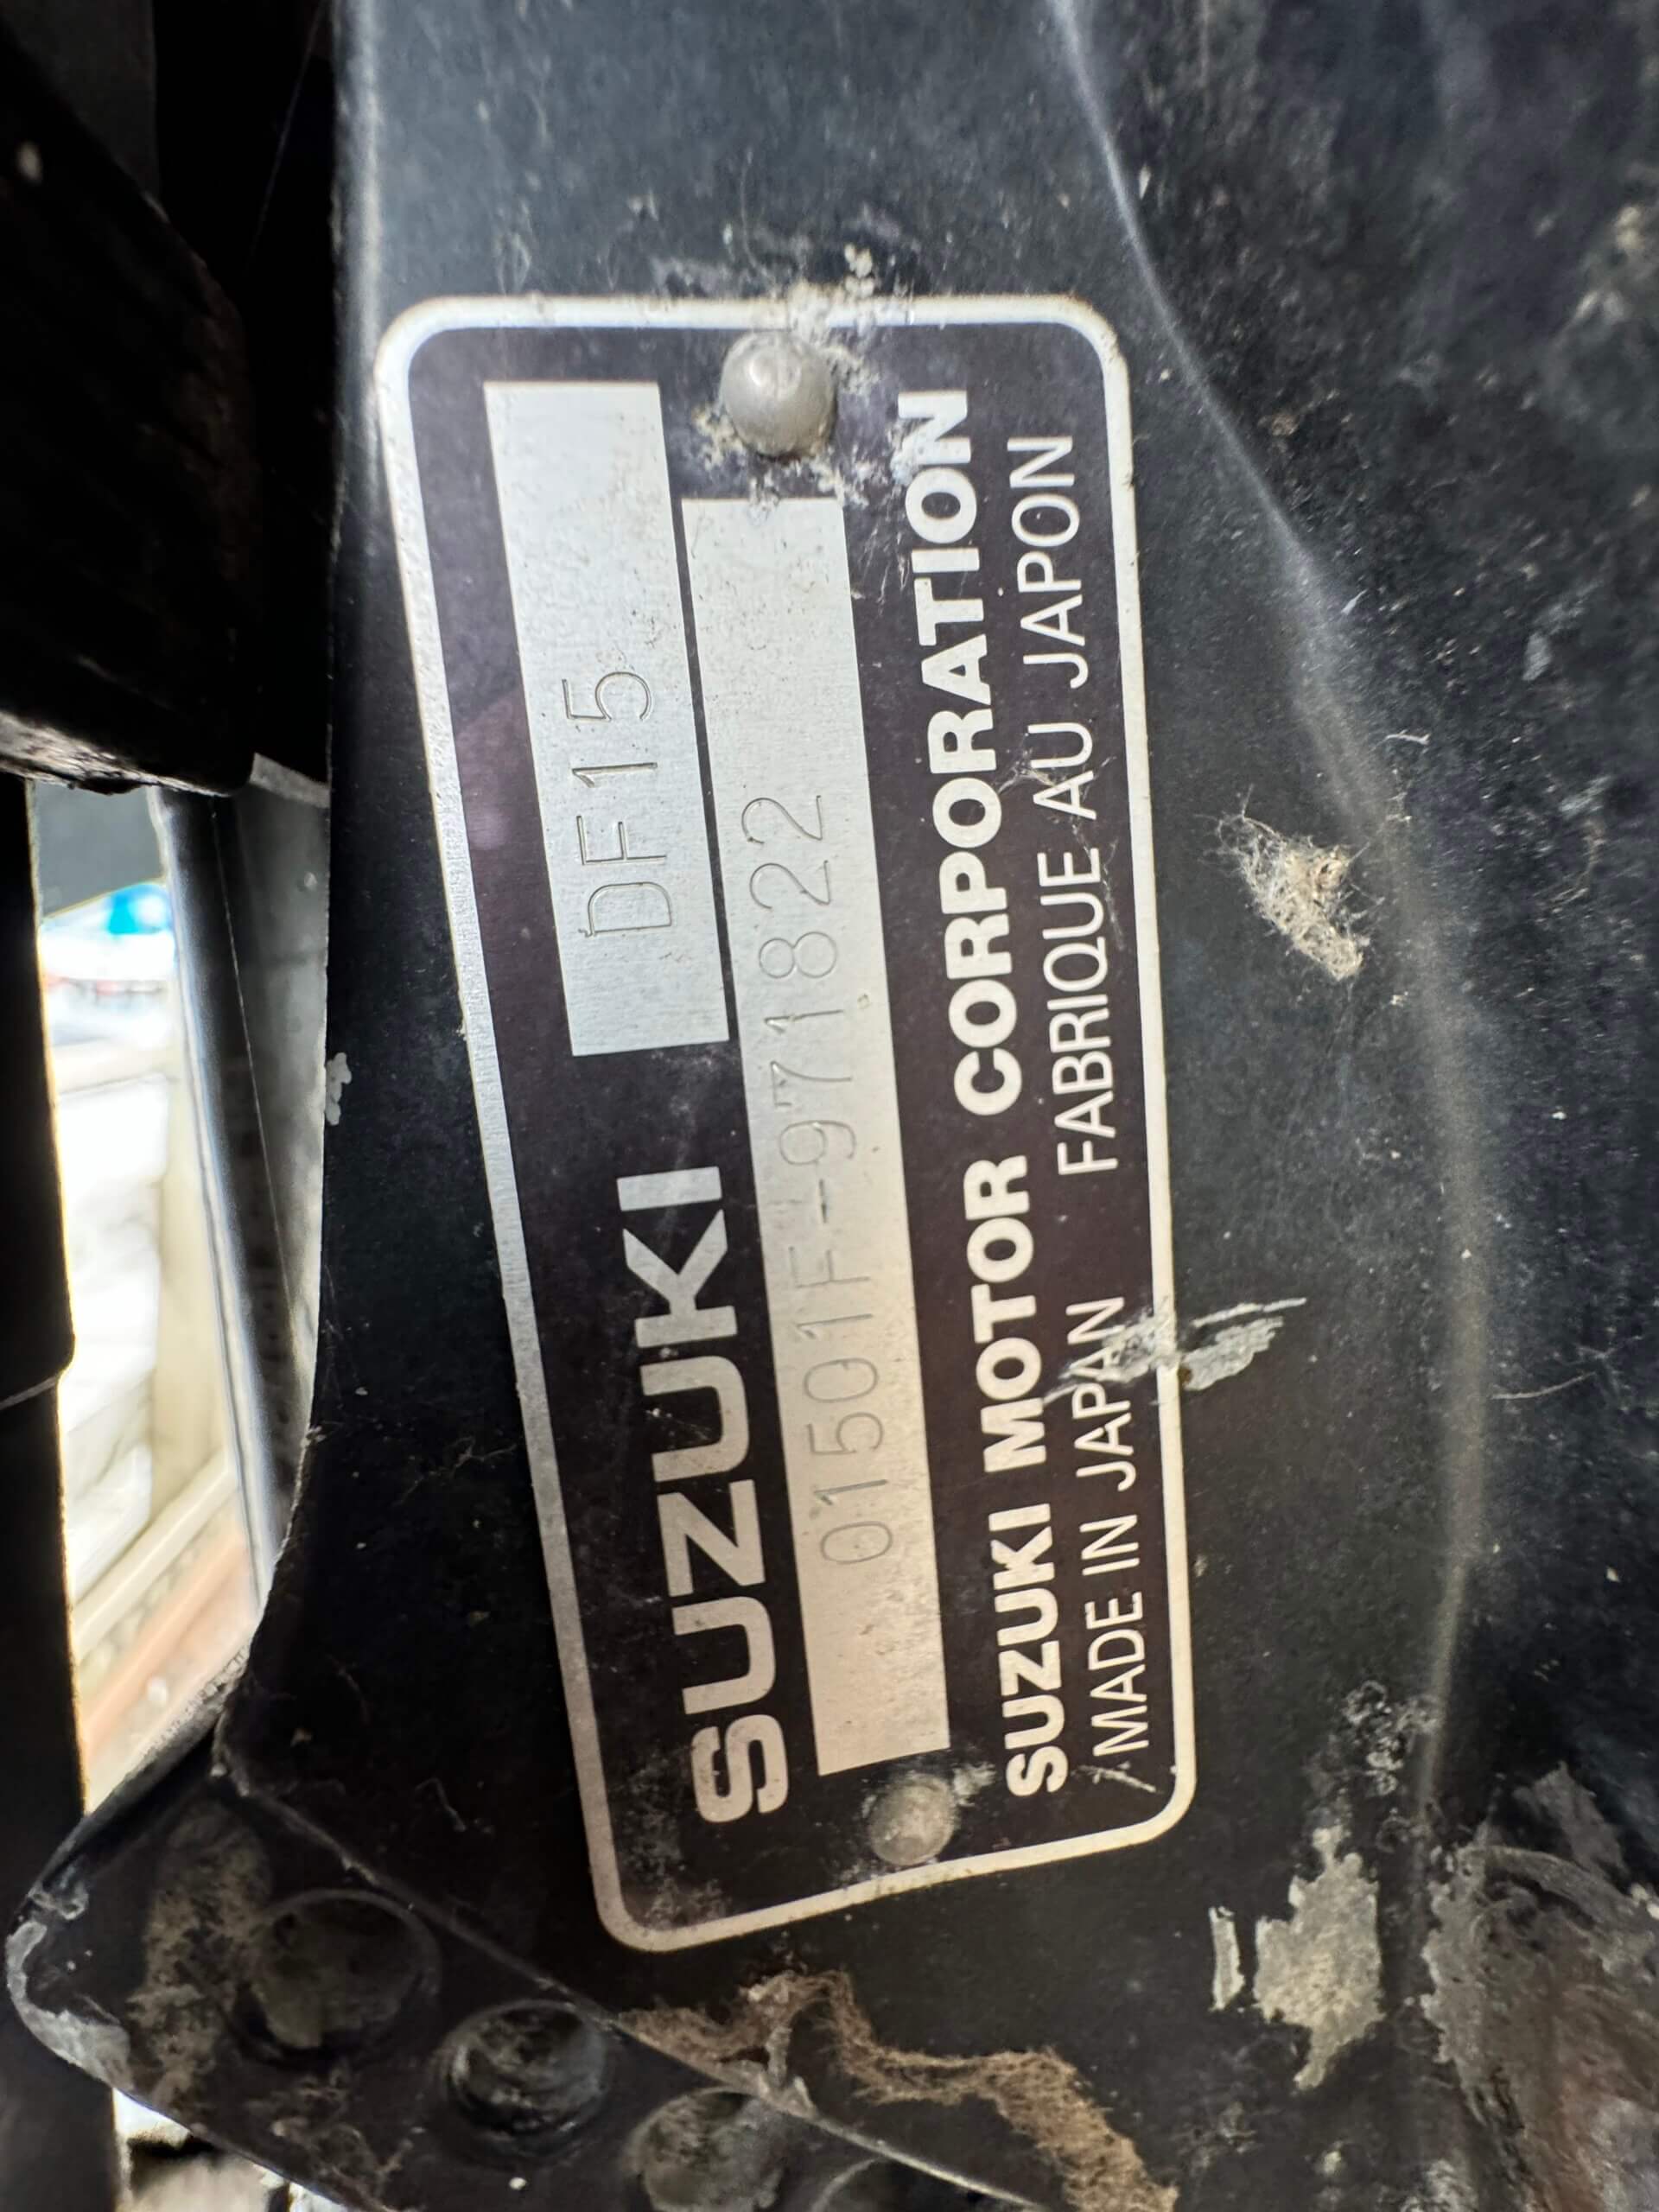 SUZUKI DF15
01501F-971822
SUZUKI MOTOR CORPORATION
MADE IN JAPAN FABRIQUE AU JAPON